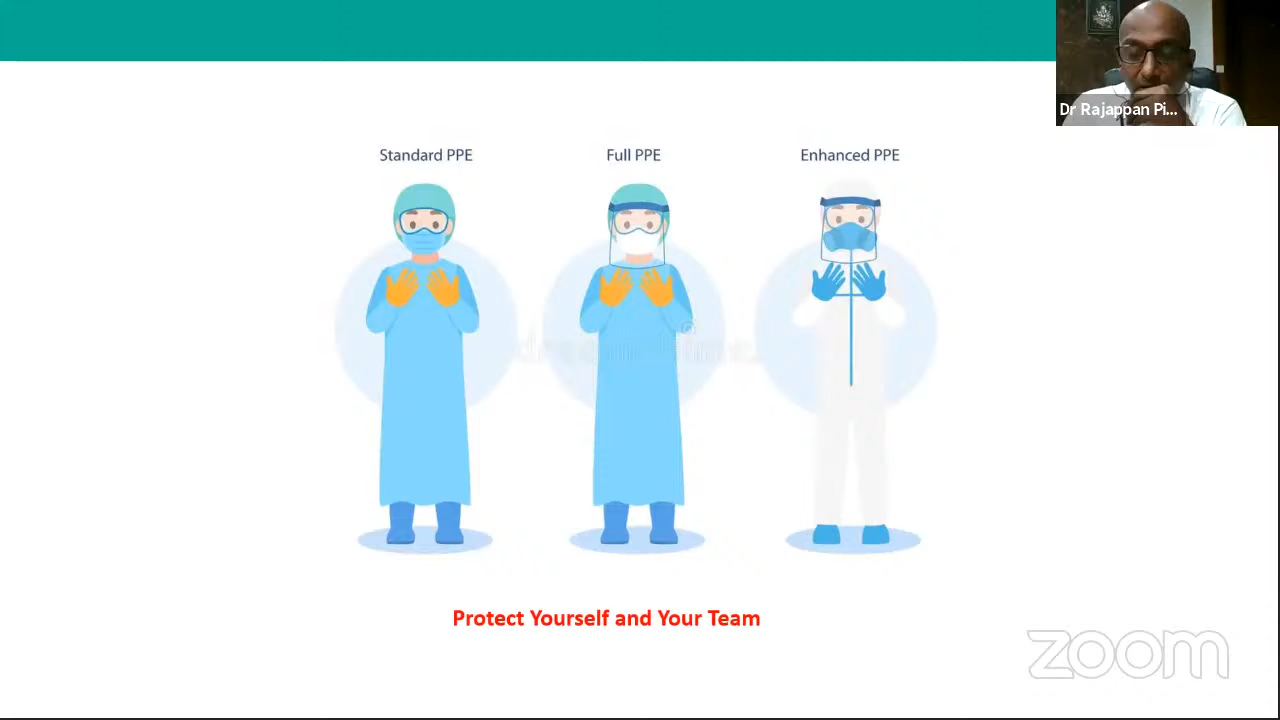 Dr Rajappan Pi...
Standard PPE
Full PPE
Enhanced PPE
Protect Yourself and Your Team
zoom